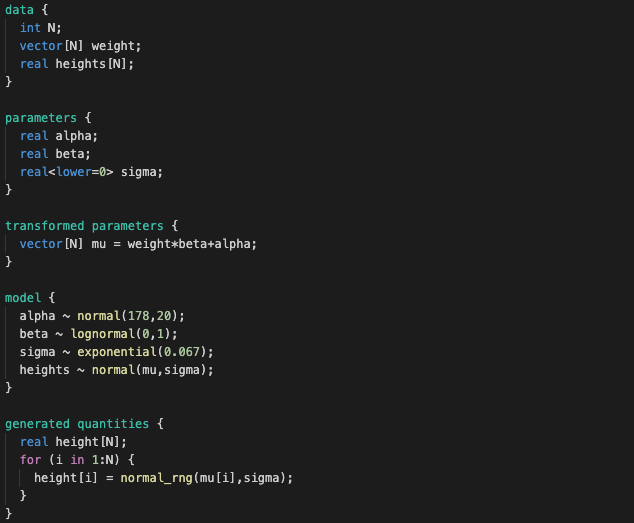 data {
  int N;
  vector[N] weight;
  real heights[N];
}

parameters {
  real alpha;
  real beta;
  real<lower=0> sigma;
}

transformed parameters {
  vector[N] mu = weight*beta+alpha;
}

model {
  alpha ~ normal(178,20);
  beta ~ lognormal(0,1);
  sigma ~ exponential(0.067);
  heights ~ normal(mu,sigma);
}

generated quantities {
  real height[N];
  for (i in 1:N) {
    height[i] = normal_rng(mu[i],sigma);
  }
}